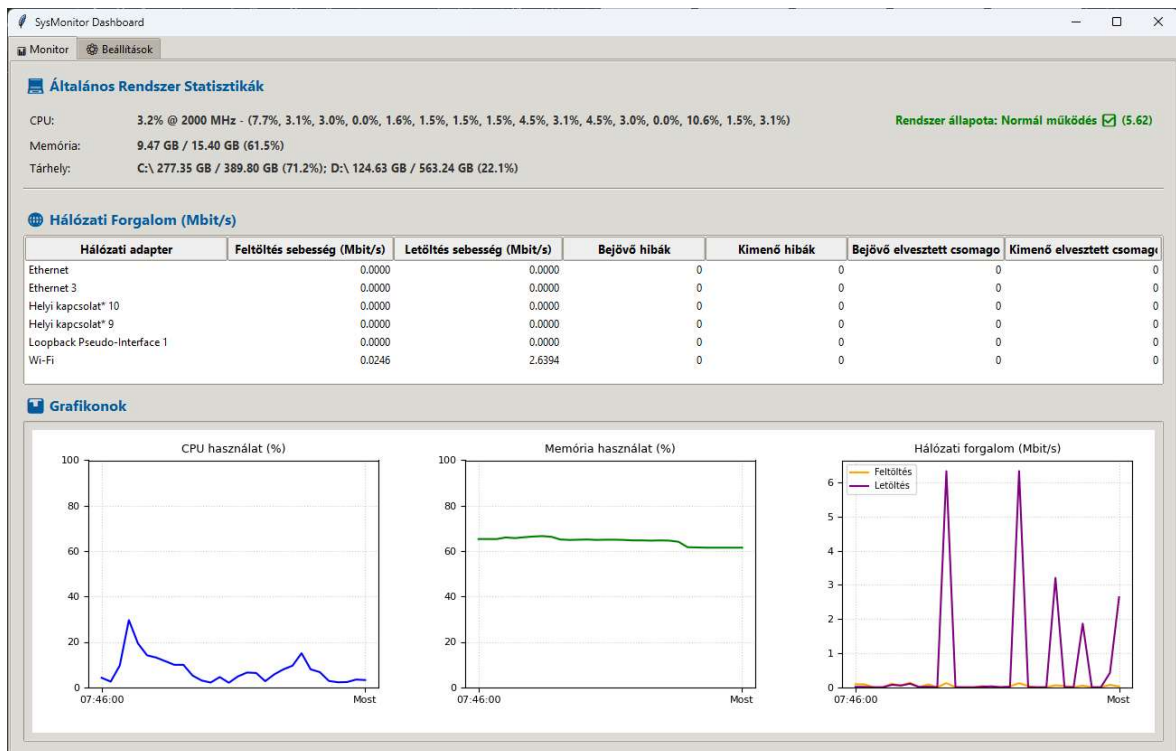 SysMonitor Dashboard
Monitor Beállítások
Általános Rendszer Statisztikák
CPU: 3.2% @ 2000 MHz - (7.7%, 3.1%, 3.0%, 0.0%, 1.6%, 1.5%, 1.5%, 1.5%, 4.5%, 3.1%, 4.5%, 3.0%, 0.0%, 10.6%, 1.5%, 3.1%) Rendszer állapota: Normál működés ☑ (5.62)
Memória: 9.47 GB / 15.40 GB (61.5%)
Tárhely: C:\ 277.35 GB / 389.80 GB (71.2%); D:\ 124.63 GB / 563.24 GB (22.1%)
Hálózati Forgalom (Mbit/s)
Hálózati adapter Feltöltés sebesség (Mbit/s) Letöltés sebesség (Mbit/s) Bejövő hibák Kimenő hibák Bejövő elvesztett csomago Kimenő elvesztett csomag
Ethernet 0.0000 0.0000 0 0 0 0
Ethernet 3 0.0000 0.0000 0 0 0 0
Helyi kapcsolat* 10 0.0000 0.0000 0 0 0 0
Helyi kapcsolat* 9 0.0000 0.0000 0 0 0 0
Loopback Pseudo-Interface 1 0.0000 0.0000 0 0 0 0
Wi-Fi 0.0246 2.6394 0 0 0 0
Grafikonok
CPU használat (%)
100
80
60
40
20
0
07:46:00 Most
Memória használat (%)
100
80
60
40
20
0
07:46:00 Most
Hálózati forgalom (Mbit/s)
Feltöltés
Letöltés
6
5
4
3
2
1
0
07:46:00 Most